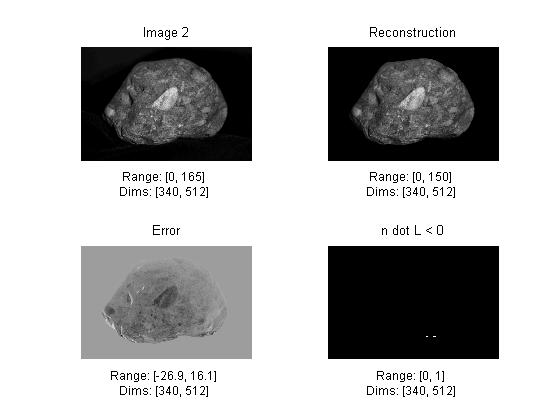 Image 2
Reconstruction
Range: [0, 165]
Dims: [340, 512]
Range: [0, 150]
Dims: [340, 512]
Error
n dot L < 0
Range: [-26.9, 16.1]
Dims: [340, 512]
Range: [0, 1]
Dims: [340, 512]